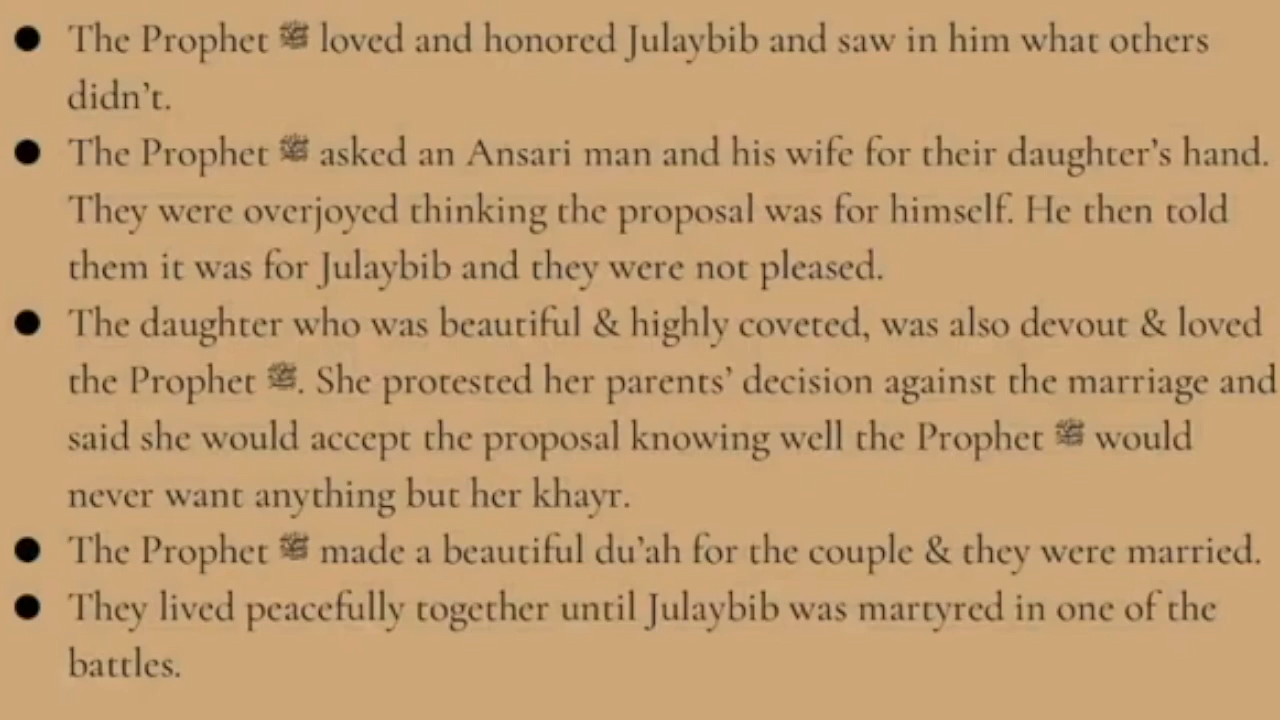 ● The Prophet ﷺ loved and honored Julaybib and saw in him what others
didn't.
● The Prophet ﷺ asked an Ansari man and his wife for their daughter's hand.
They were overjoyed thinking the proposal was for himself. He then told
them it was for Julaybib and they were not pleased.
● The daughter who was beautiful & highly coveted, was also devout & loved
the Prophet ﷺ. She protested her parents' decision against the marriage and
said she would accept the proposal knowing well the Prophet ﷺ would
never want anything but her khayr.
● The Prophet ﷺ made a beautiful du'ah for the couple & they were married.
● They lived peacefully together until Julaybib was martyred in one of the
battles.